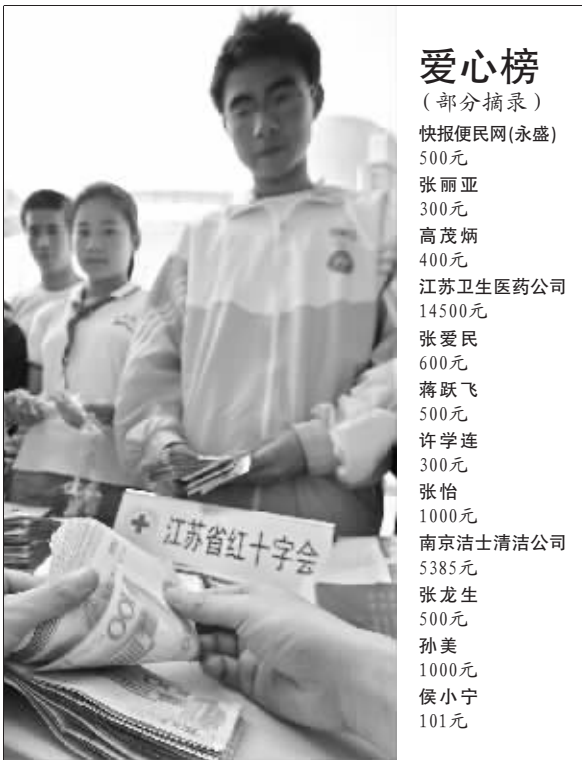 爱心榜
（部分摘录）
快报便民网(永盛)
500元
张丽亚
300元
高茂炳
400元
江苏卫生医药公司
14500元
张爱民
600元
蒋跃飞
500元
许学连
300元
张怡
1000元
南京洁士清洁公司
5385元
张龙生
500元
孙美
1000元
侯小宁
101元
江苏省红十字会
100